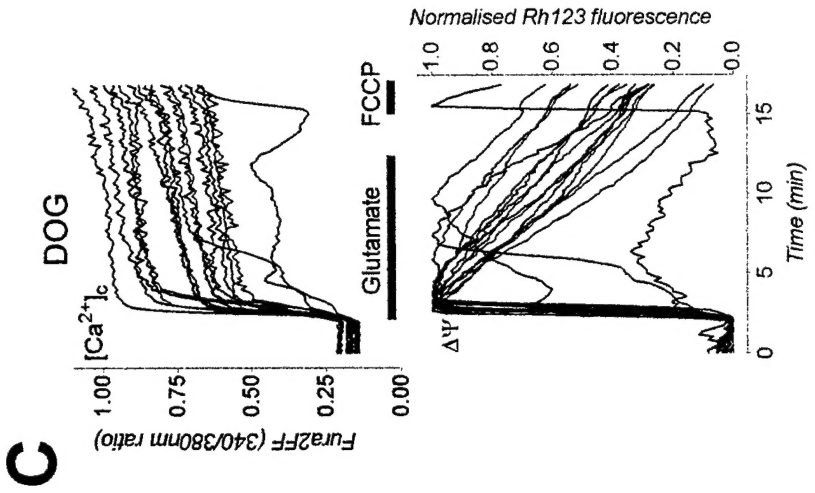 C
DOG
[Ca²⁺]c
Fura2FF (340/380nm ratio)
1.00
0.75
0.50
0.25
0.00
Glutamate
FCCP
ΔΨ
Normalised Rh123 fluorescence
1.0
0.8
0.6
0.4
0.2
0.0
0
5
10
15
Time (min)